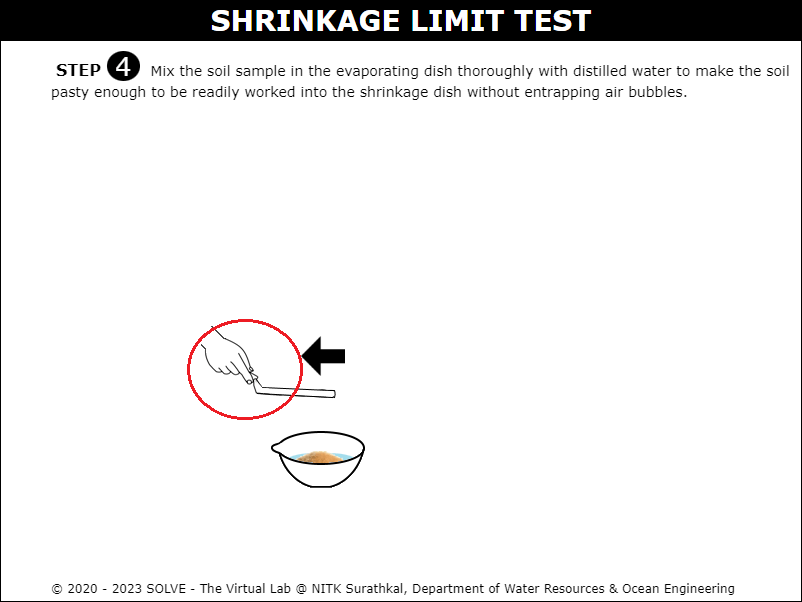 SHRINKAGE LIMIT TEST
STEP 4 Mix the soil sample in the evaporating dish thoroughly with distilled water to make the soil
pasty enough to be readily worked into the shrinkage dish without entrapping air bubbles.
© 2020 - 2023 SOLVE - The Virtual Lab @ NITK Surathkal, Department of Water Resources & Ocean Engineering